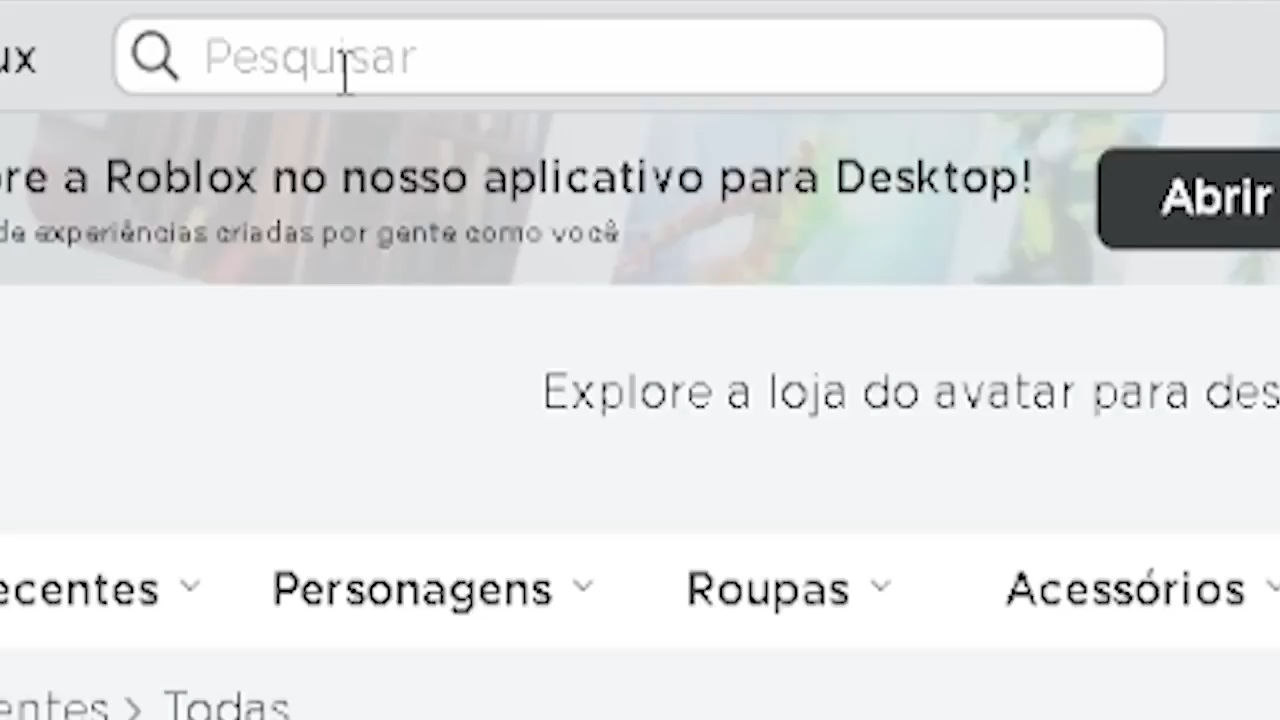 ux
Pesquisar
ore a Roblox no nosso aplicativo para Desktop!
de experiências criadas por gente como você
Abrir
Explore a loja do avatar para des
ecentes Personagens Roupas Acessórios
entes > Todas